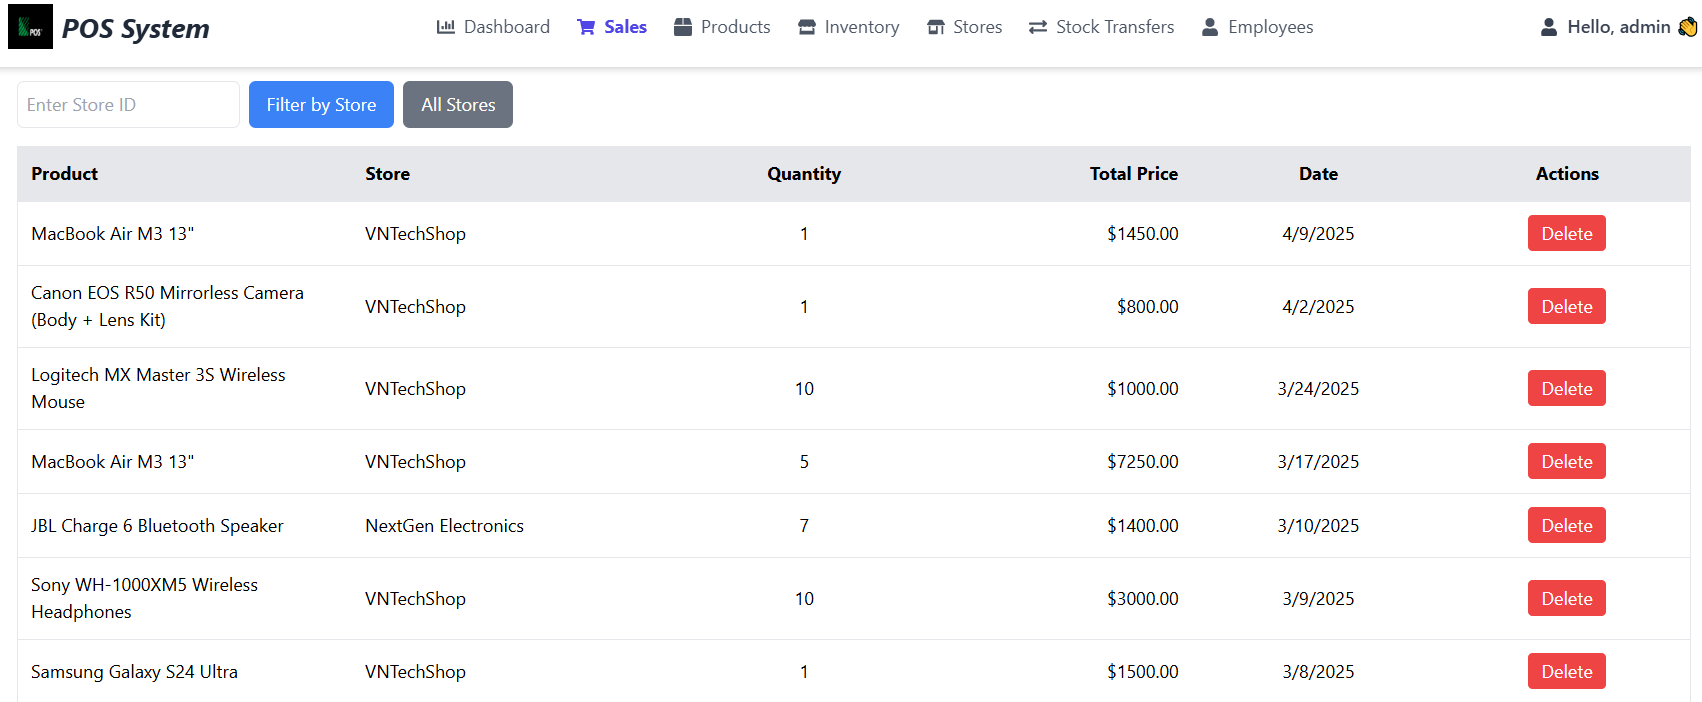 POS
POS System
Dashboard Sales Products Inventory Stores Stock Transfers Employees Hello, admin 👋
Enter Store ID Filter by Store All Stores
Product Store Quantity Total Price Date Actions
MacBook Air M3 13" VNTechShop 1 $1450.00 4/9/2025 Delete
Canon EOS R50 Mirrorless Camera
(Body + Lens Kit) VNTechShop 1 $800.00 4/2/2025 Delete
Logitech MX Master 3S Wireless
Mouse VNTechShop 10 $1000.00 3/24/2025 Delete
MacBook Air M3 13" VNTechShop 5 $7250.00 3/17/2025 Delete
JBL Charge 6 Bluetooth Speaker NextGen Electronics 7 $1400.00 3/10/2025 Delete
Sony WH-1000XM5 Wireless
Headphones VNTechShop 10 $3000.00 3/9/2025 Delete
Samsung Galaxy S24 Ultra VNTechShop 1 $1500.00 3/8/2025 Delete